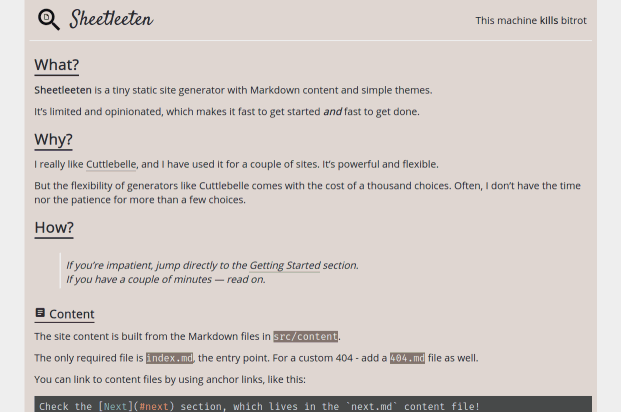 Sheetleeten
This machine kills bitrot
What?
Sheetleeten is a tiny static site generator with Markdown content and simple themes.
It's limited and opinionated, which makes it fast to get started and fast to get done.
Why?
I really like Cuttlebelle, and I have used it for a couple of sites. It's powerful and flexible.
But the flexibility of generators like Cuttlebelle comes with the cost of a thousand choices. Often, I don't have the time
nor the patience for more than a few choices.
How?
If you're impatient, jump directly to the Getting Started section.
If you have a couple of minutes — read on.
Content
The site content is built from the Markdown files in src/content.
The only required file is index.md, the entry point. For a custom 404 - add a 404.md file as well.
You can link to content files by using anchor links, like this:
Check the [Next](#next) section, which lives in the `next.md` content file!